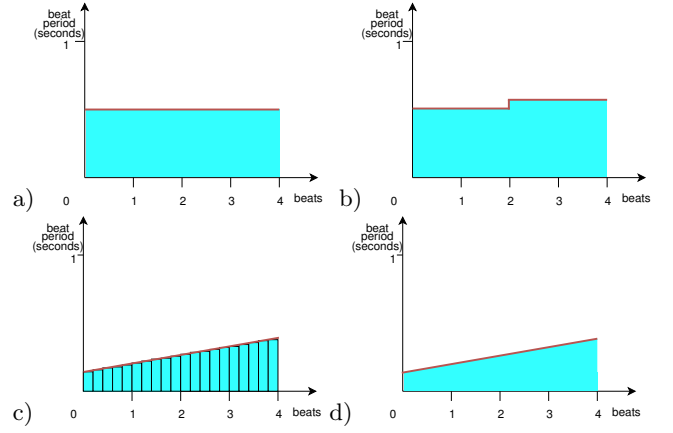 beat
period
(seconds)
1
0 1 2 3 4 beats
a)
beat
period
(seconds)
1
0 1 2 3 4 beats
b)
beat
period
(seconds)
1
0 1 2 3 4 beats
c)
beat
period
(seconds)
1
0 1 2 3 4 beats
d)